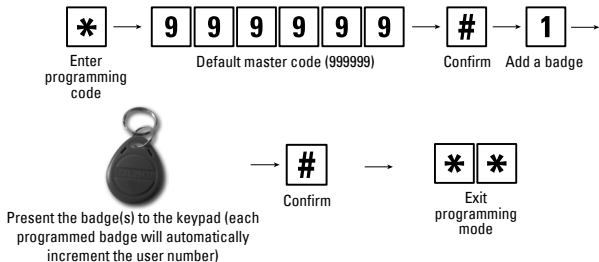 * → 9 9 9 9 9 9 → # → 1 →
Enter
programming
code
Default master code (999999)
Confirm
Add a badge
→ # → * *
Present the badge(s) to the keypad (each
programmed badge will automatically
increment the user number)
Confirm
Exit
programming
mode